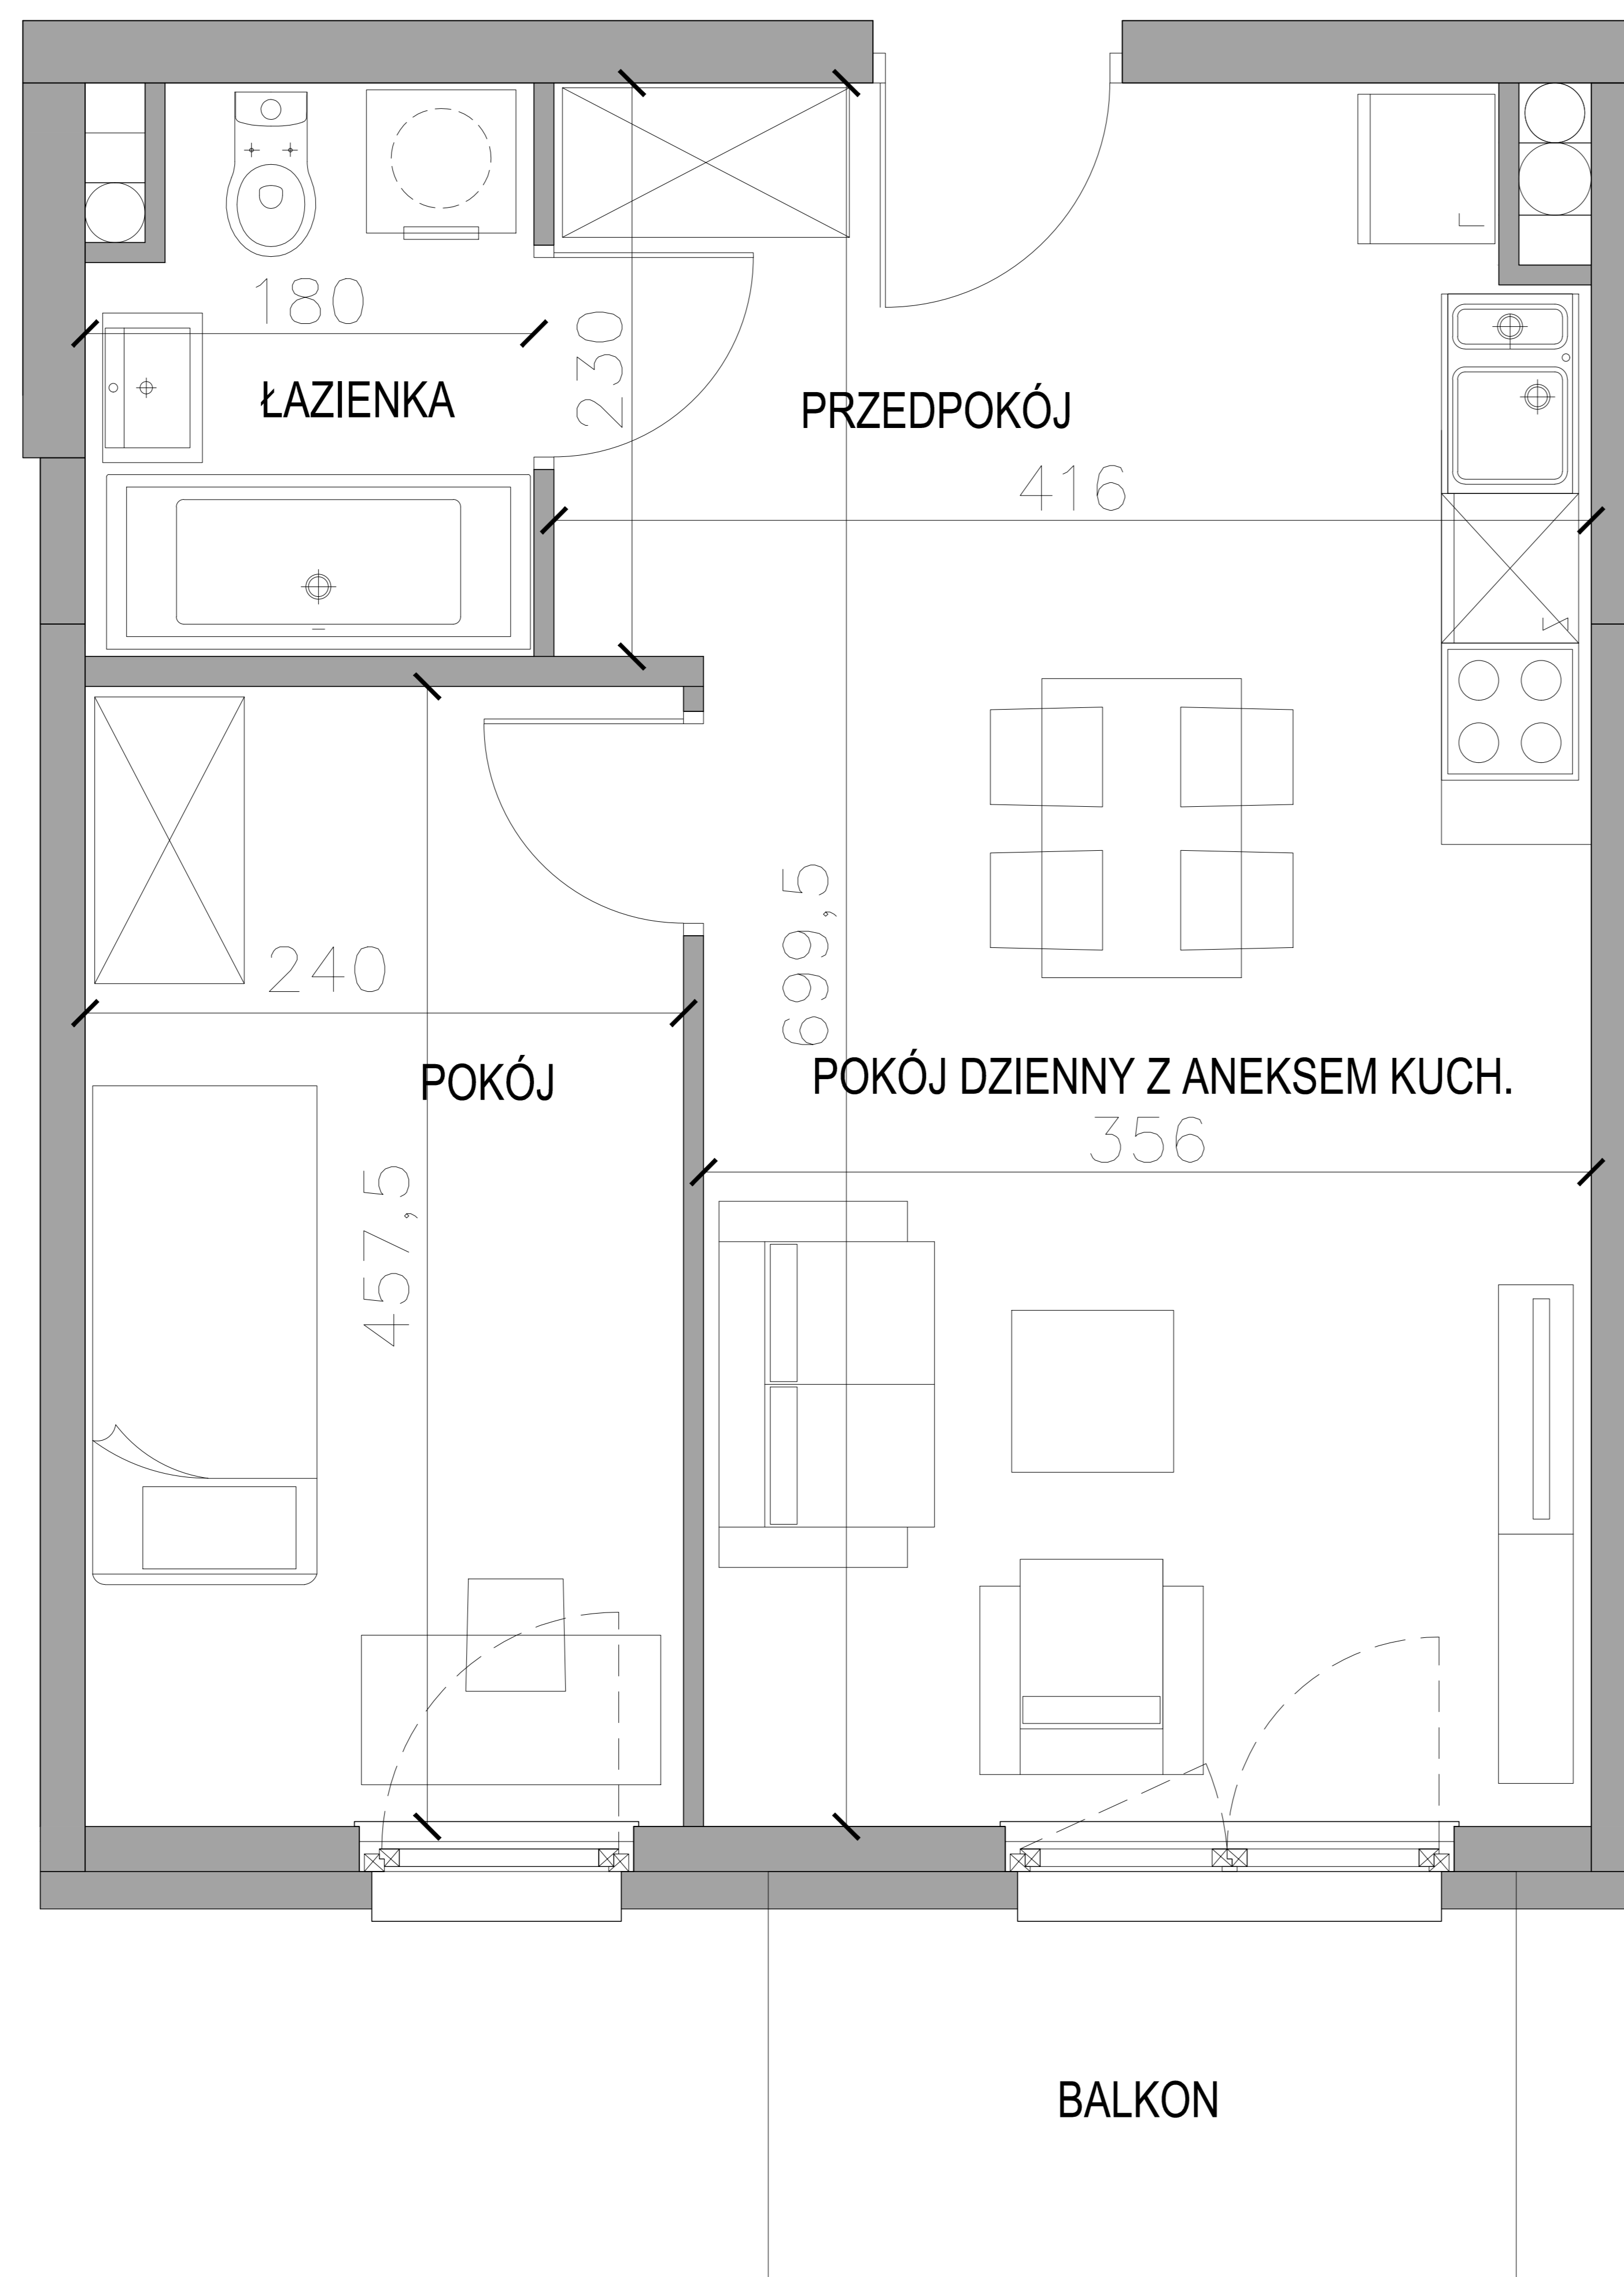 180
230
ŁAZIENKA
PRZEDPOKÓJ
416
699,5
240
POKÓJ
POKÓJ DZIENNY Z ANEKSEM KUCH.
356
457,5
L
Z
BALKON